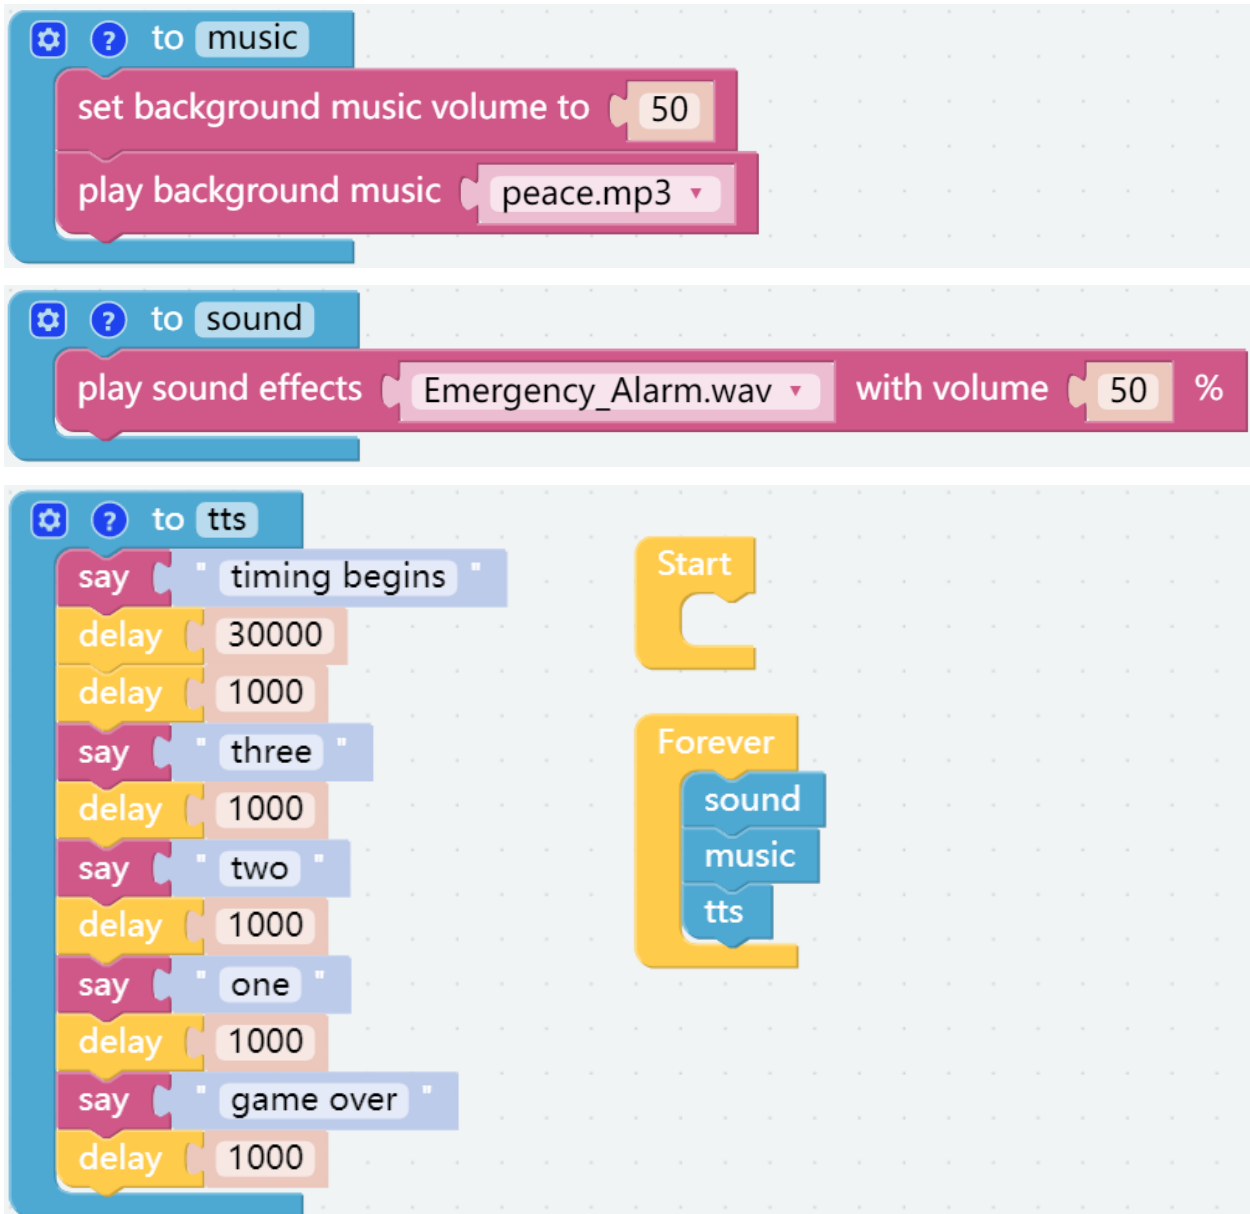 ? to music
set background music volume to 50
play background music peace.mp3
? to sound
play sound effects Emergency_Alarm.wav with volume 50 %
? to tts
say " timing begins "
delay 30000
delay 1000
say " three "
delay 1000
say " two "
delay 1000
say " one "
delay 1000
say " game over "
delay 1000
Start
Forever
sound
music
tts